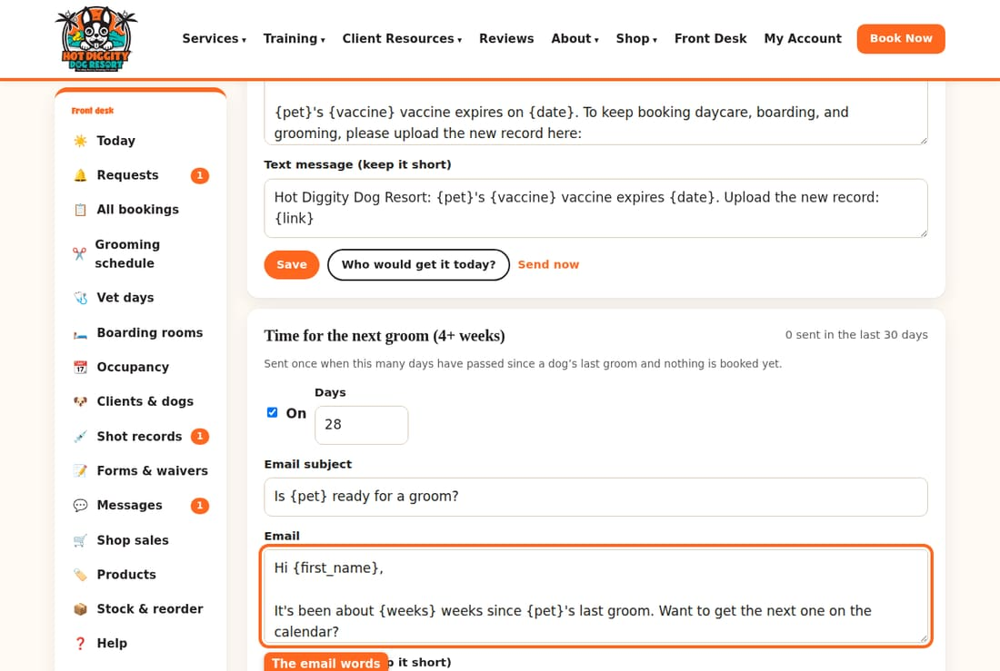 HOT DIGGITY
DOG RESORT
Services ▾ Training ▾ Client Resources ▾ Reviews About ▾ Shop ▾ Front Desk My Account Book Now
Front desk
Today
Requests 1
All bookings
Grooming
schedule
Vet days
Boarding rooms
Occupancy
Clients & dogs
Shot records 1
Forms & waivers
Messages 1
Shop sales
Products
Stock & reorder
Help
{pet}'s {vaccine} vaccine expires on {date}. To keep booking daycare, boarding, and
grooming, please upload the new record here:
Text message (keep it short)
Hot Diggity Dog Resort: {pet}'s {vaccine} vaccine expires {date}. Upload the new record:
{link}
Save Who would get it today? Send now
Time for the next groom (4+ weeks) 0 sent in the last 30 days
Sent once when this many days have passed since a dog’s last groom and nothing is booked yet.
Days
On 28
Email subject
Is {pet} ready for a groom?
Email
Hi {first_name},
It's been about {weeks} weeks since {pet}'s last groom. Want to get the next one on the
calendar?
The email words p it short)